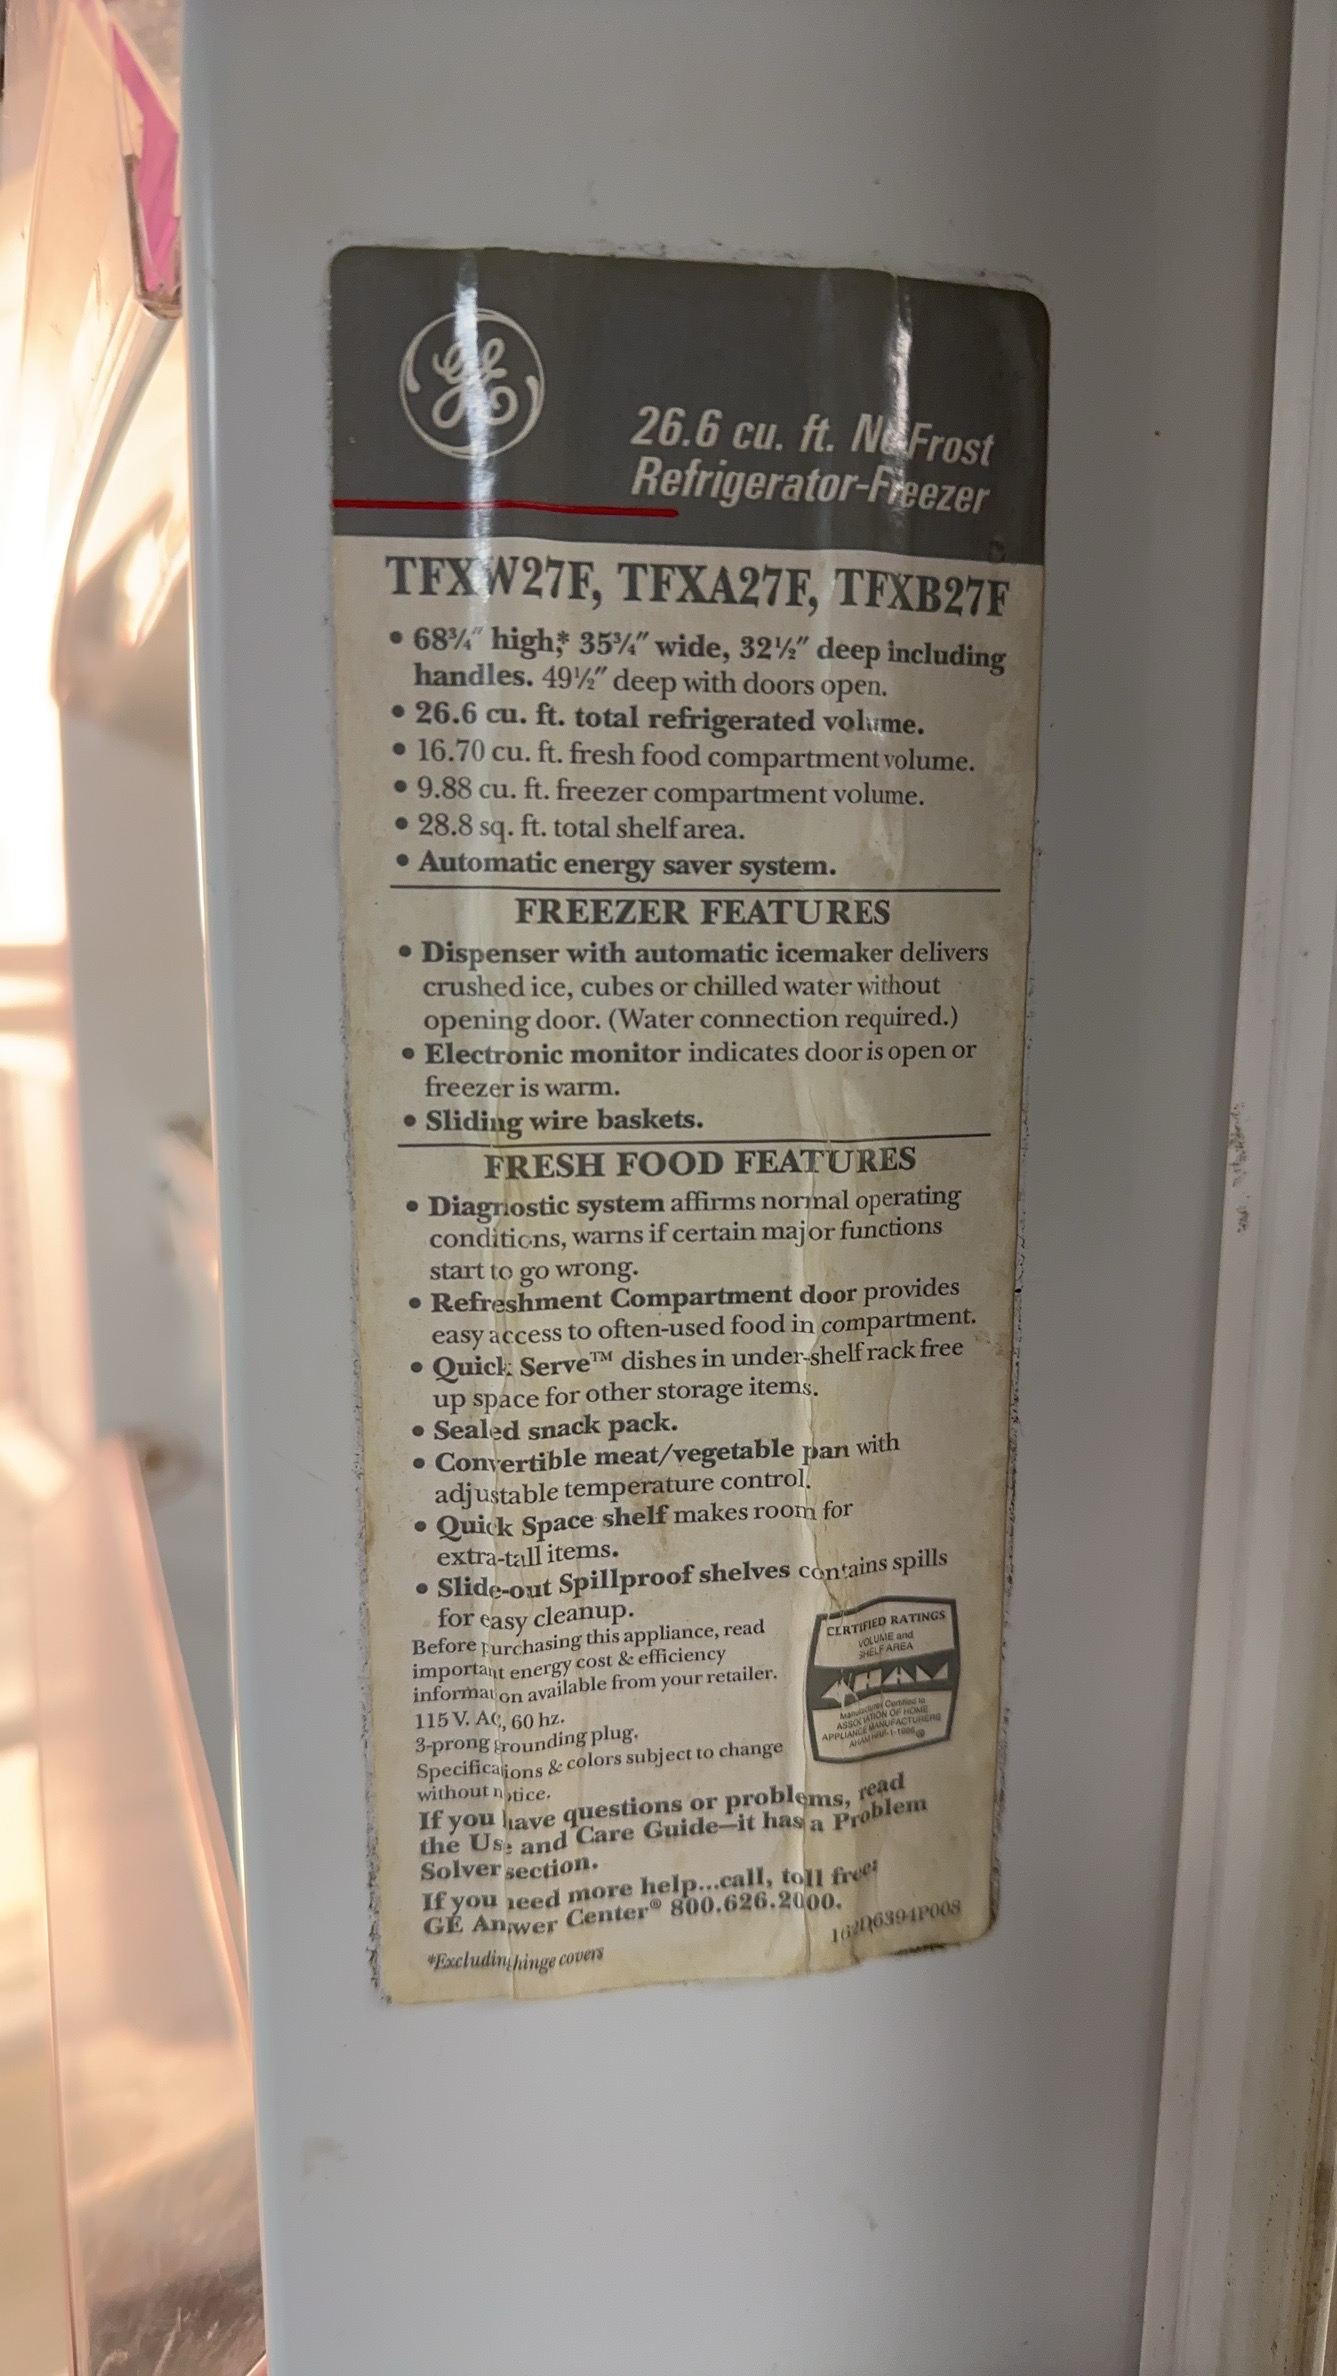 GE
26.6 cu. ft. No Frost
Refrigerator-Freezer
TFXW27F, TFXA27F, TFXB27F
• 68¾″ high,* 35¾″ wide, 32½″ deep including
handles. 49½″ deep with doors open.
• 26.6 cu. ft. total refrigerated volume.
• 16.70 cu. ft. fresh food compartment volume.
• 9.88 cu. ft. freezer compartment volume.
• 28.8 sq. ft. total shelf area.
• Automatic energy saver system.
FREEZER FEATURES
• Dispenser with automatic icemaker delivers
crushed ice, cubes or chilled water without
opening door. (Water connection required.)
• Electronic monitor indicates door is open or
freezer is warm.
• Sliding wire baskets.
FRESH FOOD FEATURES
• Diagnostic system affirms normal operating
conditions, warns if certain major functions
start to go wrong.
• Refreshment Compartment door provides
easy access to often-used food in compartment.
• Quick Serve™ dishes in under-shelf rack free
up space for other storage items.
• Sealed snack pack.
• Convertible meat/vegetable pan with
adjustable temperature control.
• Quick Space shelf makes room for
extra-tall items.
• Slide-out Spillproof shelves contains spills
for easy cleanup.
Before purchasing this appliance, read
important energy cost & efficiency
information available from your retailer.
115 V. AC, 60 hz.
3-prong grounding plug.
Specifications & colors subject to change
without notice.
CERTIFIED RATINGS
VOLUME and
SHELF AREA
AHAM
Manufacturer Certified to
ASSOCIATION OF HOME
APPLIANCE MANUFACTURERS
If you have questions or problems, read
the Use and Care Guide—it has a Problem
Solver section.
If you need more help...call, toll free:
GE Answer Center® 800.626.2000.
*Excluding hinge covers
162D6394P008